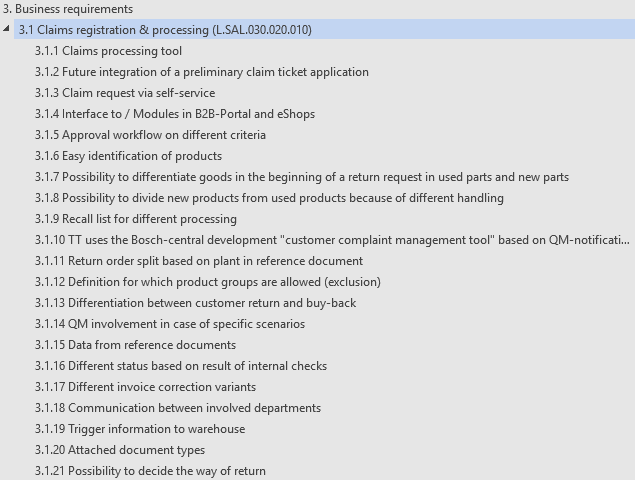 3. Business requirements
3.1 Claims registration & processing (L.SAL.030.020.010)
3.1.1 Claims processing tool
3.1.2 Future integration of a preliminary claim ticket application
3.1.3 Claim request via self-service
3.1.4 Interface to / Modules in B2B-Portal and eShops
3.1.5 Approval workflow on different criteria
3.1.6 Easy identification of products
3.1.7 Possibility to differentiate goods in the beginning of a return request in used parts and new parts
3.1.8 Possibility to divide new products from used products because of different handling
3.1.9 Recall list for different processing
3.1.10 TT uses the Bosch-central development "customer complaint management tool" based on QM-notificati...
3.1.11 Return order split based on plant in reference document
3.1.12 Definition for which product groups are allowed (exclusion)
3.1.13 Differentiation between customer return and buy-back
3.1.14 QM involvement in case of specific scenarios
3.1.15 Data from reference documents
3.1.16 Different status based on result of internal checks
3.1.17 Different invoice correction variants
3.1.18 Communication between involved departments
3.1.19 Trigger information to warehouse
3.1.20 Attached document types
3.1.21 Possibility to decide the way of return